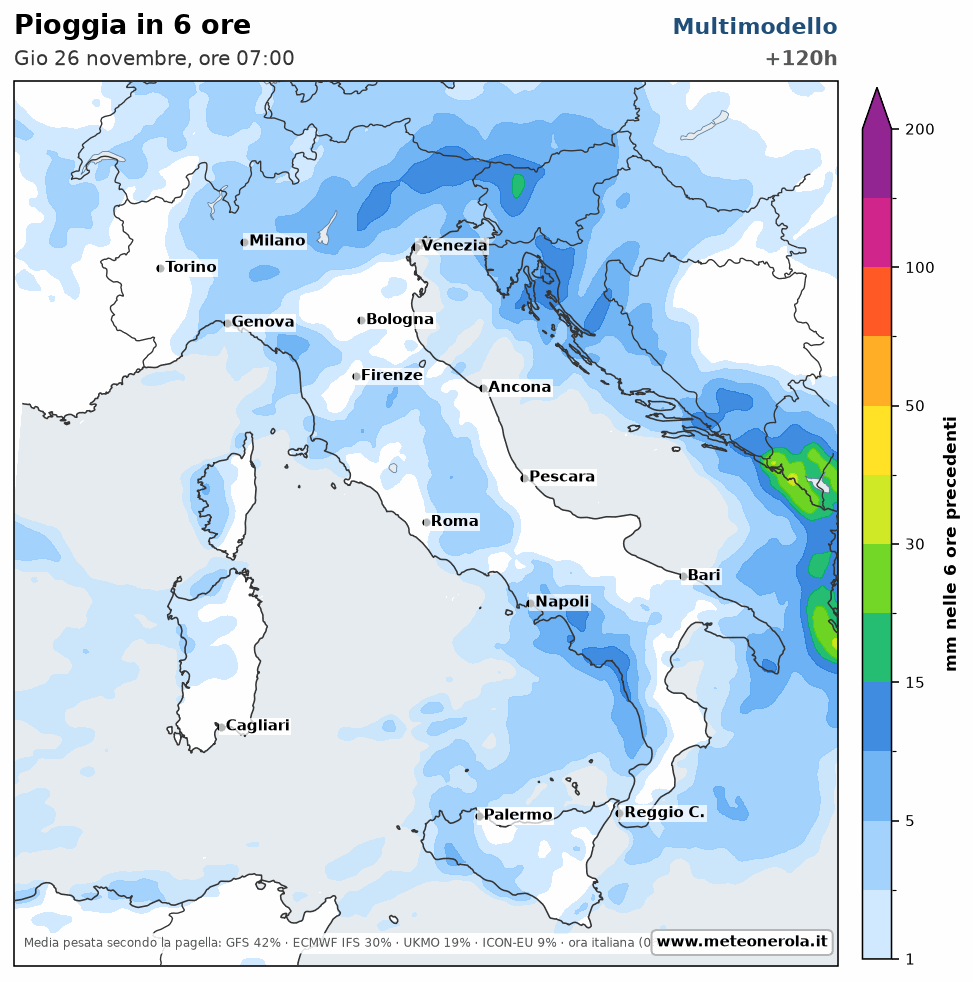 Pioggia in 6 ore
Multimodello
Gio 26 novembre, ore 07:00
+120h
200
100
50
30
15
5
1
mm nelle 6 ore precedenti
Milano
Venezia
Torino
Genova
Bologna
Firenze
Ancona
Pescara
Roma
Bari
Napoli
Cagliari
Palermo
Reggio C.
Media pesata secondo la pagella: GFS 42% · ECMWF IFS 30% · UKMO 19% · ICON-EU 9% · ora italiana (0
www.meteonerola.it